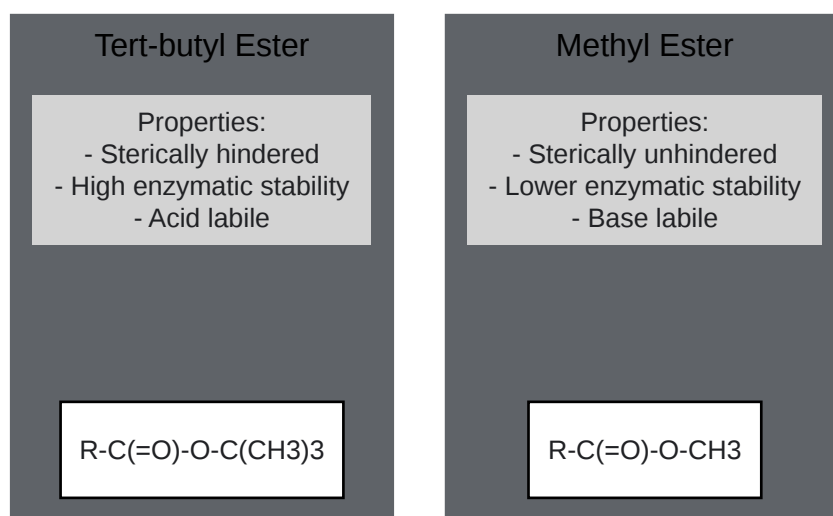 Tert-butyl Ester
Properties:
- Sterically hindered
- High enzymatic stability
- Acid labile
R-C(=O)-O-C(CH3)3
Methyl Ester
Properties:
- Sterically unhindered
- Lower enzymatic stability
- Base labile
R-C(=O)-O-CH3